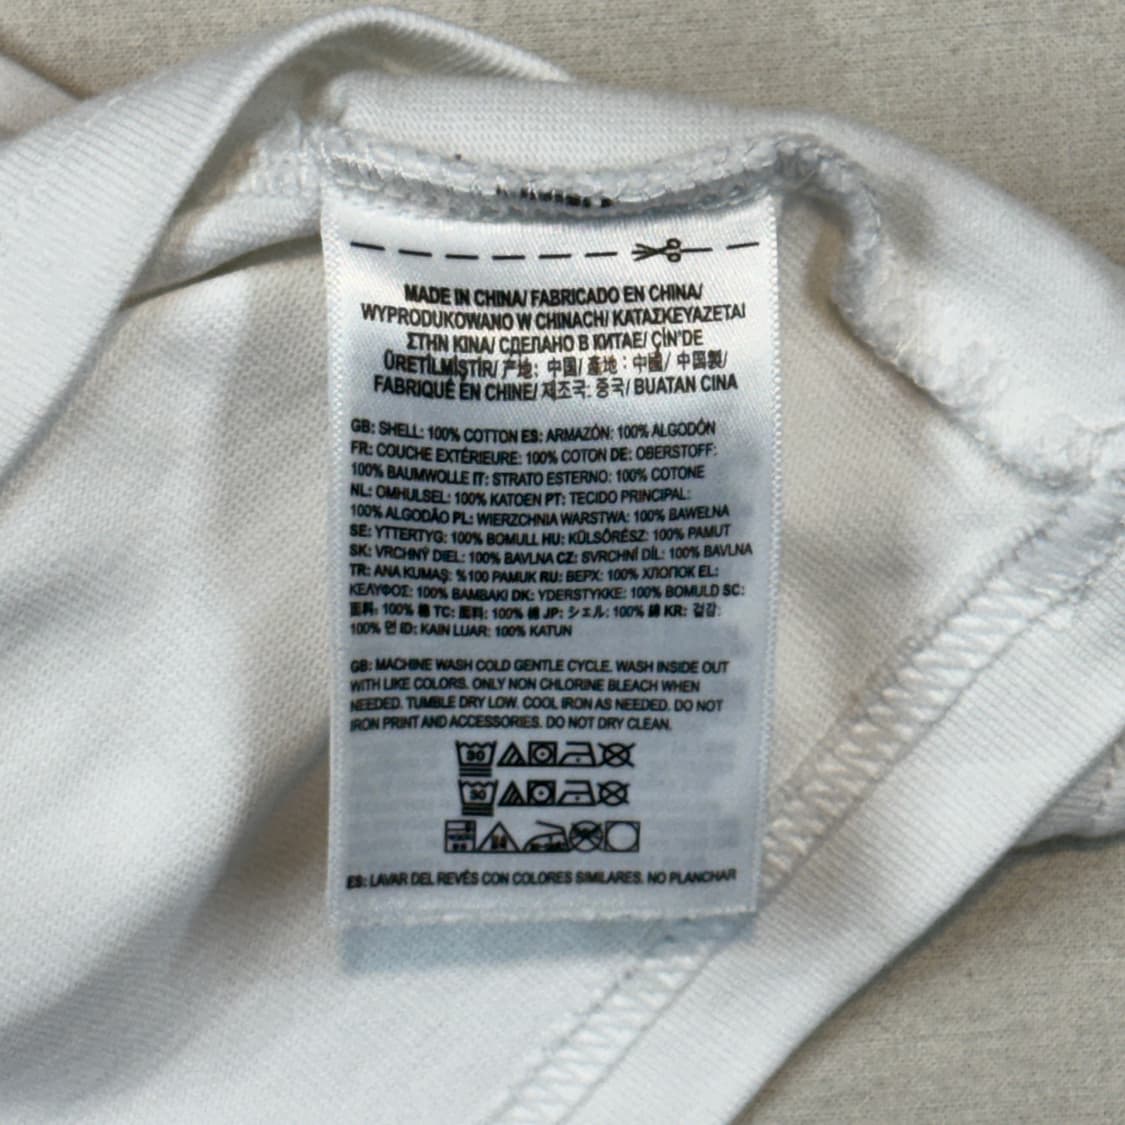 MADE IN CHINA/ FABRICADO EN CHINA/
WYPRODUKOWANO W CHINACH/ ΚΑΤΑΣΚΕΥΑΖΕΤΑΙ
ΣΤΗΝ ΚΙΝΑ/ СДЕЛАНО В КИТАЕ/ ÇİN'DE
ÜRETİLMİŞTİR/ 产地: 中国/ 產地: 中國/ 中国製/
FABRIQUÉ EN CHINE/ 제조국: 중국/ BUATAN CINA
GB: SHELL: 100% COTTON ES: ARMAZÓN: 100% ALGODÓN
FR: COUCHE EXTÉRIEURE: 100% COTON DE: OBERSTOFF:
100% BAUMWOLLE IT: STRATO ESTERNO: 100% COTONE
NL: OMHULSEL: 100% KATOEN PT: TECIDO PRINCIPAL:
100% ALGODÃO PL: WIERZCHNIA WARSTWA: 100% BAWEŁNA
SE: YTTERTYG: 100% BOMULL HU: KÜLSŐRÉSZ: 100% PAMUT
SK: VRCHNÝ DIEL: 100% BAVLNA CZ: SVRCHNÍ DÍL: 100% BAVLNA
TR: ANA KUMAŞ: %100 PAMUK RU: ВЕРХ: 100% ХЛОПОК EL:
ΚΕΛΥΦΟΣ: 100% ΒΑΜΒΑΚΙ DK: YDERSTYKKE: 100% BOMULD SC:
面料: 100% 棉 TC: 面料: 100% 綿 JP: シェル: 100% 綿 KR: 겉감:
100% 면 ID: KAIN LUAR: 100% KATUN
GB: MACHINE WASH COLD GENTLE CYCLE. WASH INSIDE OUT
WITH LIKE COLORS. ONLY NON CHLORINE BLEACH WHEN
NEEDED. TUMBLE DRY LOW. COOL IRON AS NEEDED. DO NOT
IRON PRINT AND ACCESSORIES. DO NOT DRY CLEAN.
30
30
ES: LAVAR DEL REVÉS CON COLORES SIMILARES. NO PLANCHAR